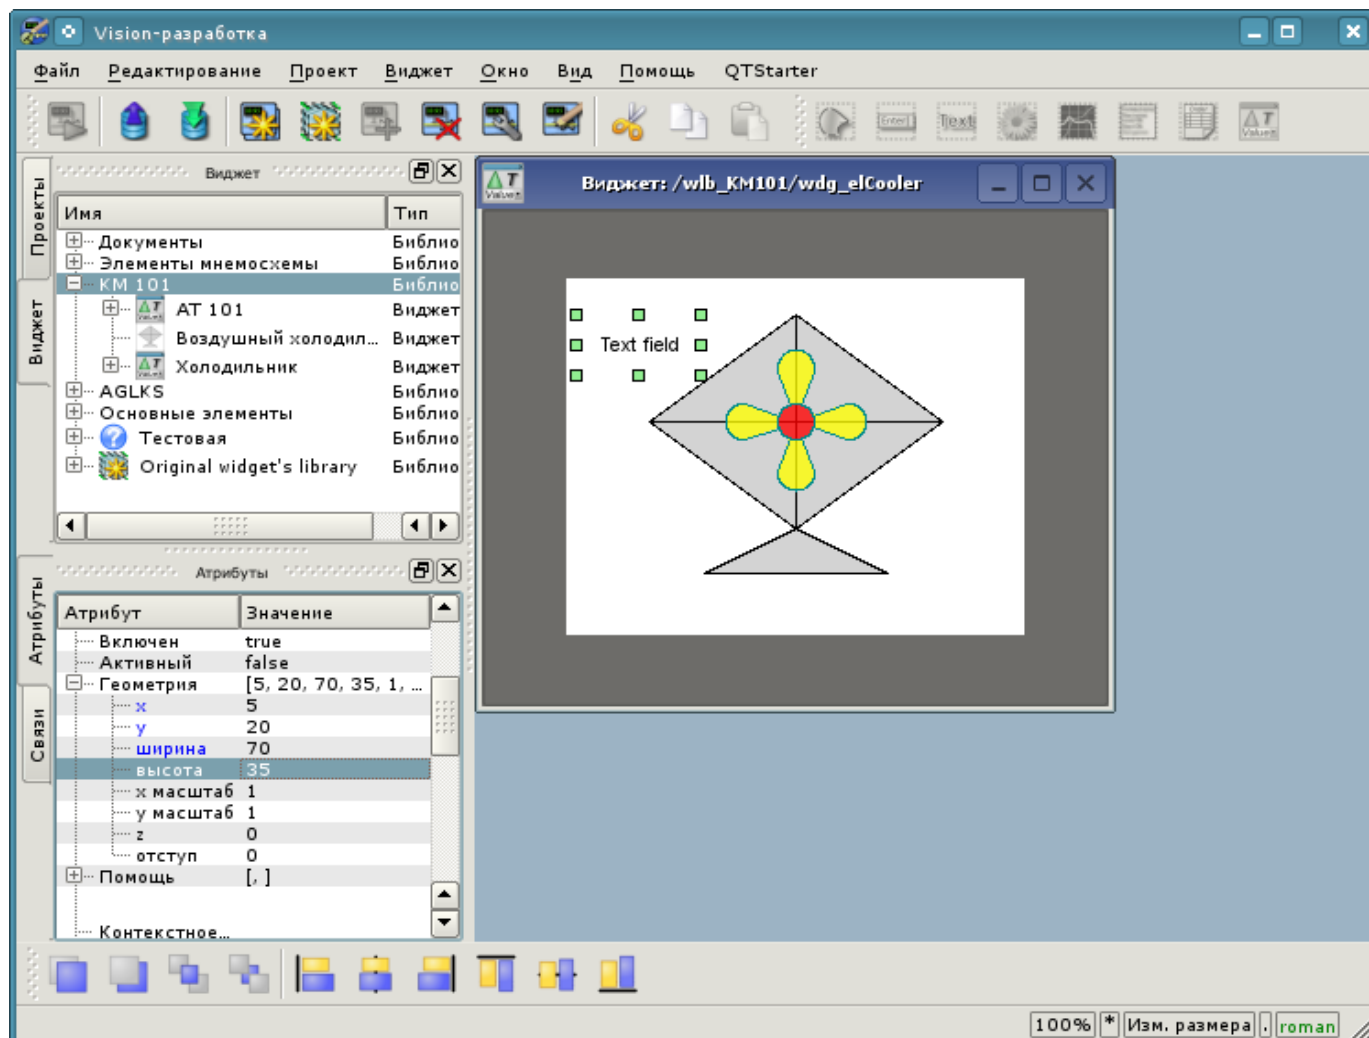 Vision-разработка
Файл Редактирование Проект Виджет Окно Вид Помощь QTStarter
Text
Проекты
Виджет
Виджет
Имя Тип
Документы Библио
Элементы мнемосхемы Библио
КМ 101 Библио
АТ 101 Виджет
Воздушный холодил... Виджет
Холодильник Виджет
AGLKS Библио
Основные элементы Библио
Тестовая Библио
Original widget's library Библио
Виджет: /wlb_KM101/wdg_elCooler
Text field
Атрибуты
Связи
Атрибуты
Атрибут Значение
Включен true
Активный false
Геометрия [5, 20, 70, 35, 1, ...
x 5
y 20
ширина 70
высота 35
x масштаб 1
y масштаб 1
z 0
отступ 0
Помощь [, ]
Контекстное...
100% * Изм. размера . roman